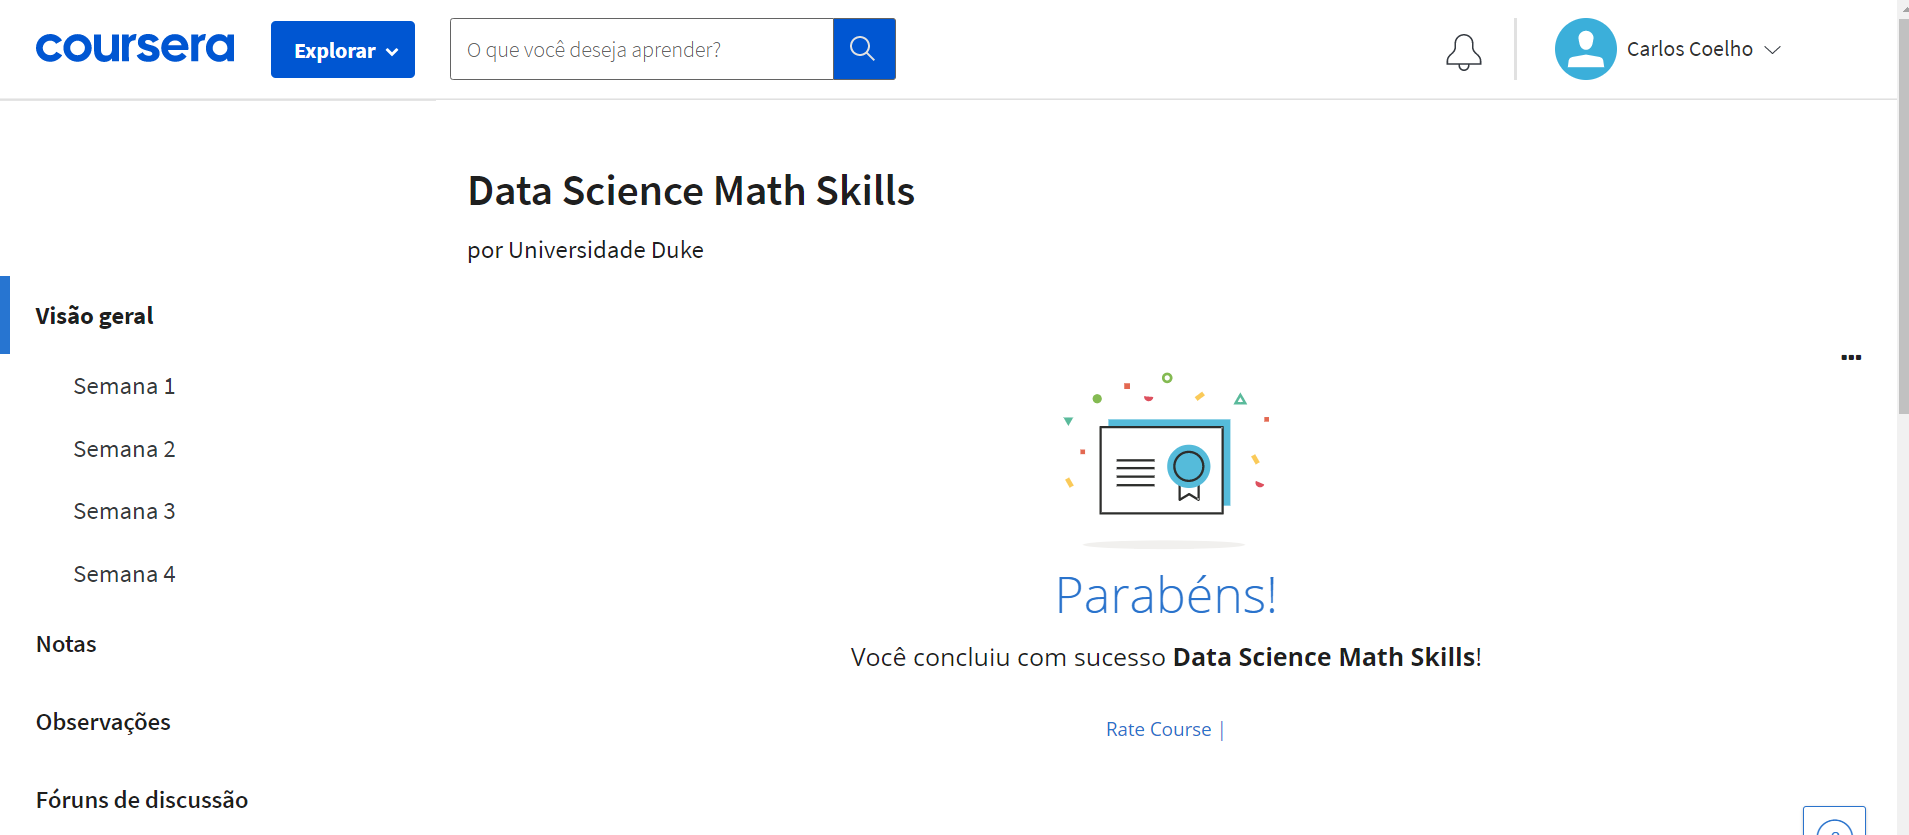 coursera
Explorar
O que você deseja aprender?
Carlos Coelho
Data Science Math Skills
por Universidade Duke
Visão geral
Semana 1
Semana 2
Semana 3
Semana 4
Notas
Observações
Fóruns de discussão
Parabéns!
Você concluiu com sucesso Data Science Math Skills!
Rate Course |